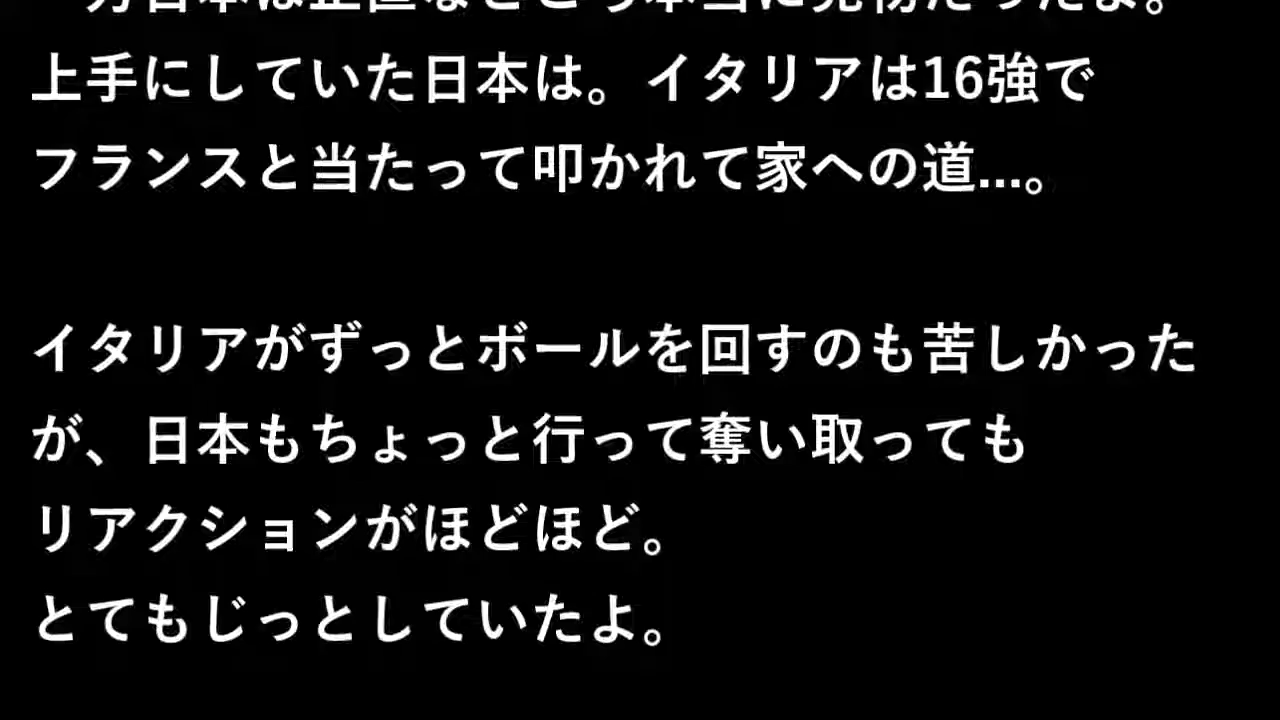 上手にしていた日本は。イタリアは16強で
フランスと当たって叩かれて家への道...。
イタリアがずっとボールを回すのも苦しかった
が、日本もちょっと行って奪い取っても
リアクションがほどほど。
とてもじっとしていたよ。